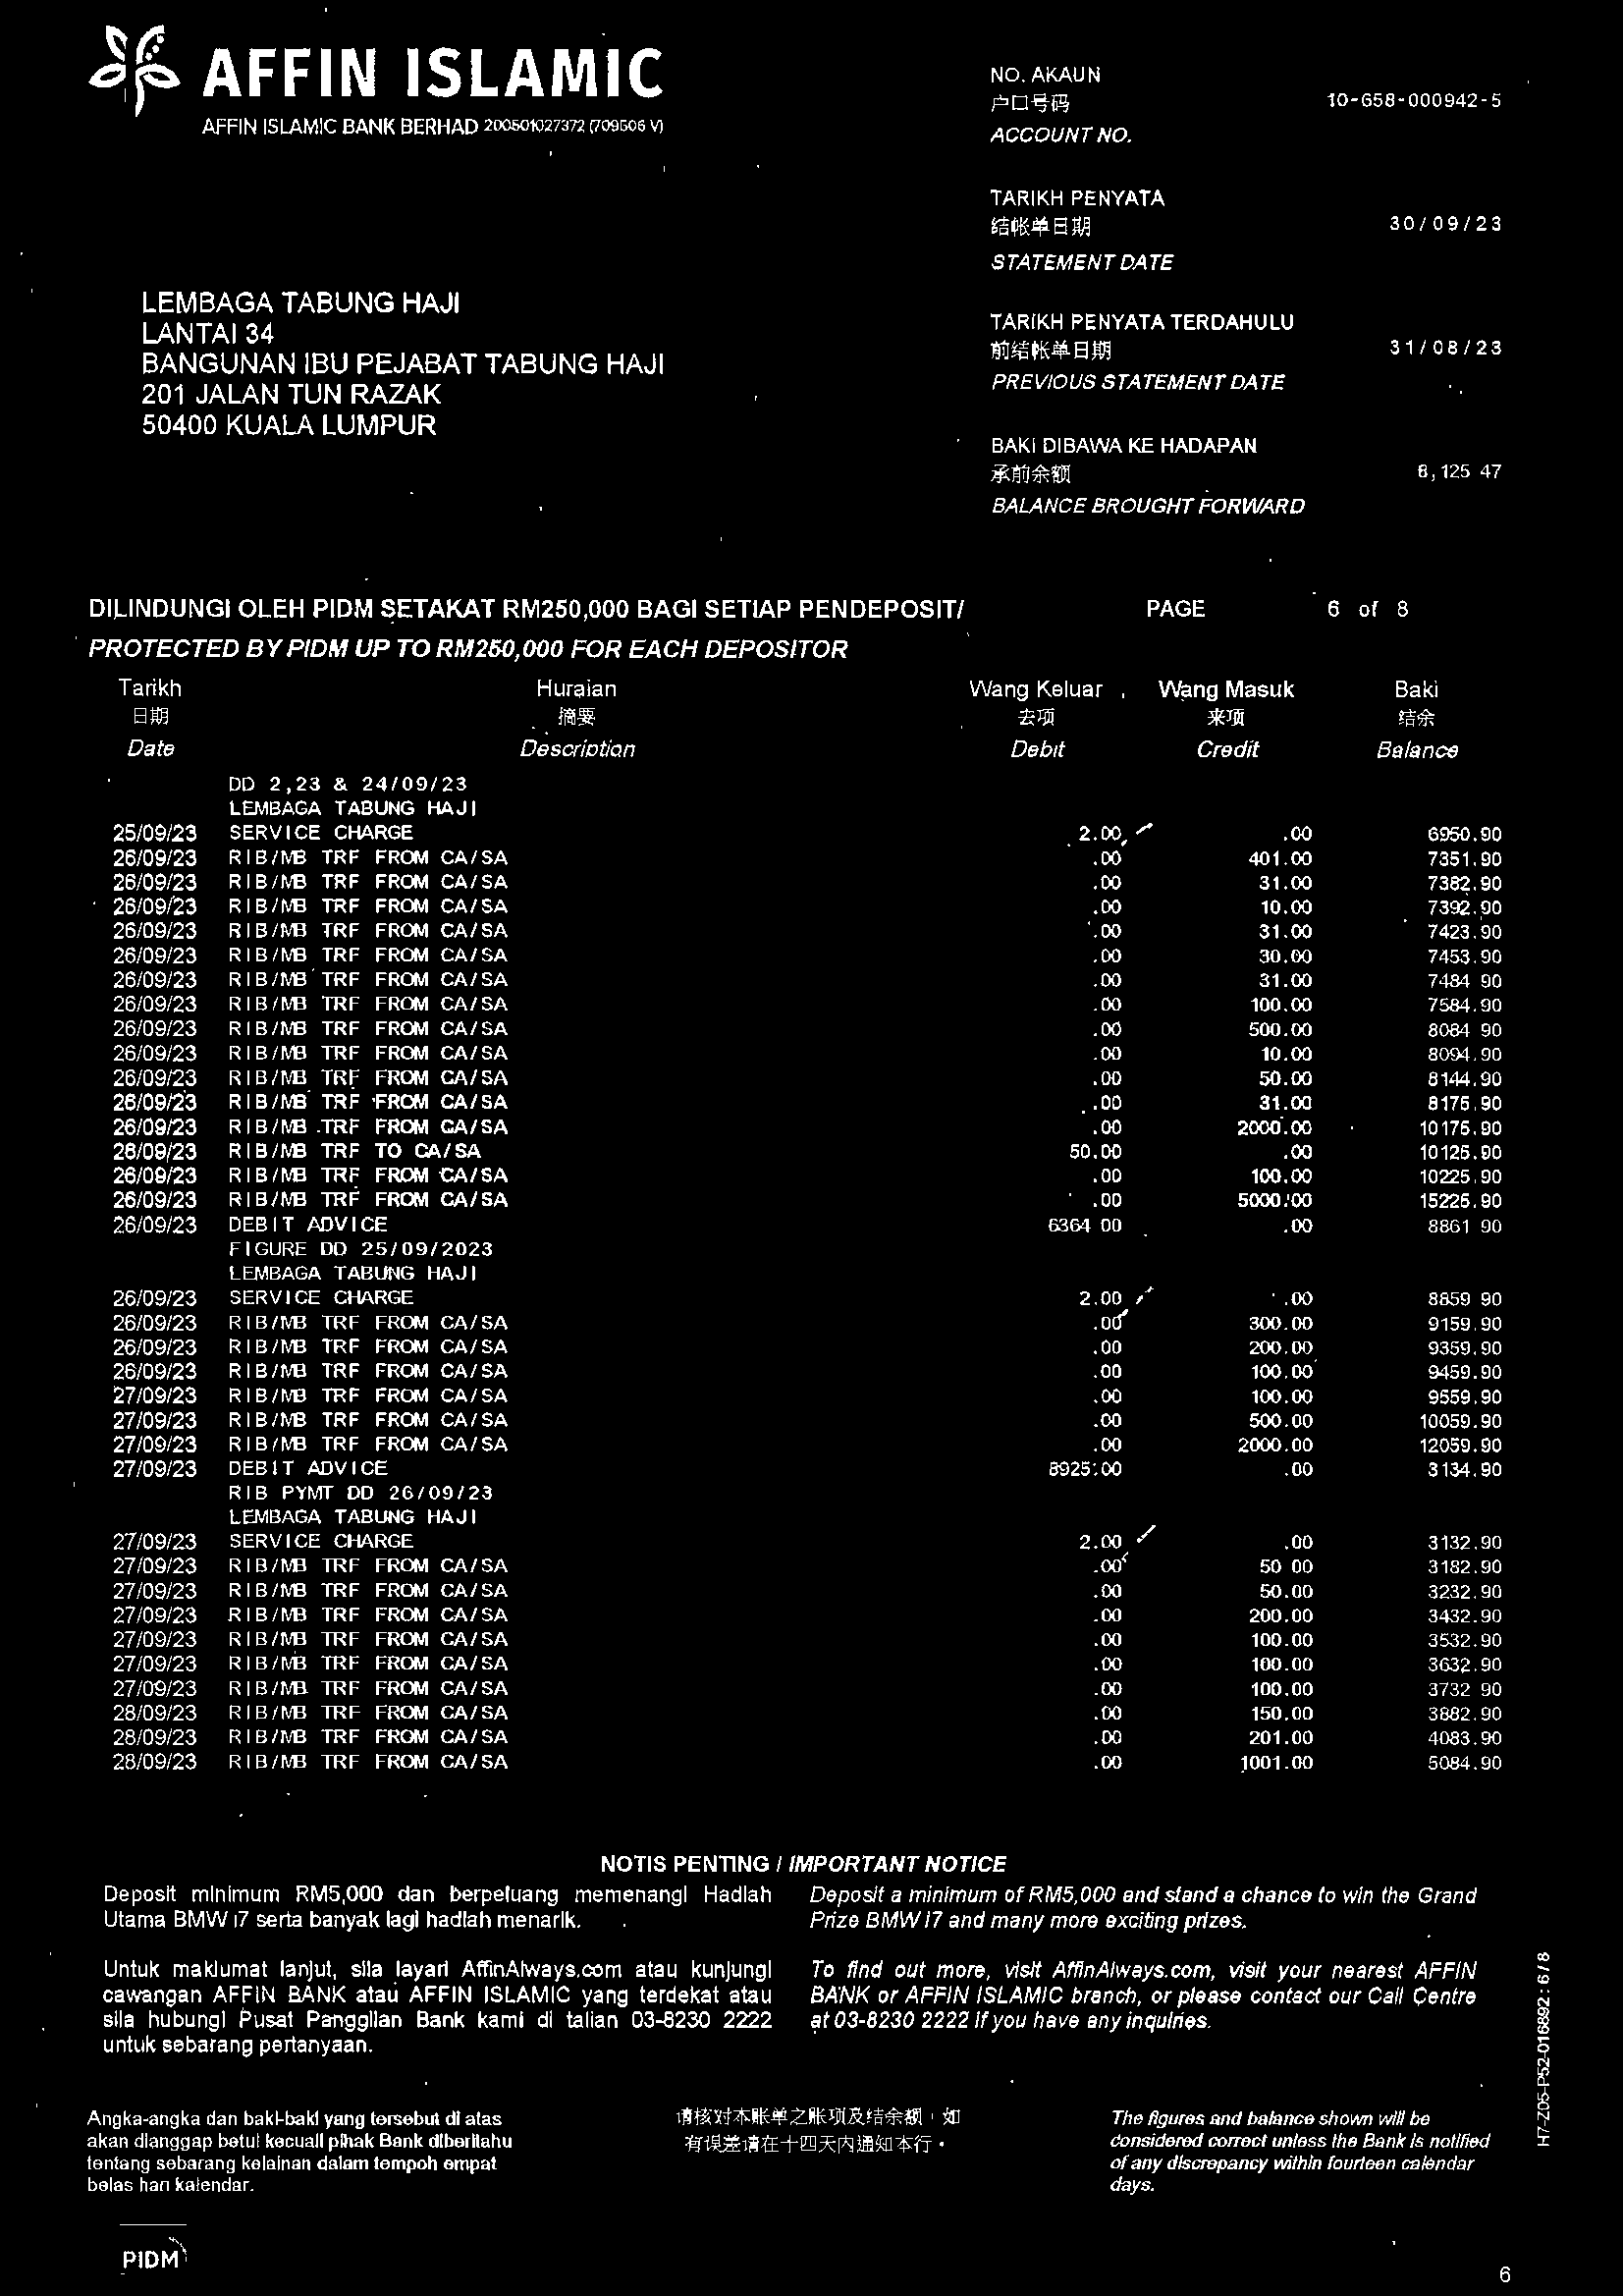 AFFIN ISLAMIC
AFFIN ISLAMIC BANK BERHAD 200501027372 (709506 V)
NO. AKAUN
户口号码 10-658-000942-5
ACCOUNT NO.
TARIKH PENYATA
结帐单日期 30/09/23
STATEMENT DATE
LEMBAGA TABUNG HAJI
LANTAI 34
BANGUNAN IBU PEJABAT TABUNG HAJI
201 JALAN TUN RAZAK
50400 KUALA LUMPUR
TARIKH PENYATA TERDAHULU
前结帐单日期 31/08/23
PREVIOUS STATEMENT DATE
BAKI DIBAWA KE HADAPAN
承前余额 8,125 47
BALANCE BROUGHT FORWARD
DILINDUNGI OLEH PIDM SETAKAT RM250,000 BAGI SETIAP PENDEPOSIT/ PAGE 6 of 8
PROTECTED BY PIDM UP TO RM250,000 FOR EACH DEPOSITOR
Tarikh Huraian Wang Keluar Wang Masuk Baki
日期 摘要 去项 来项 结余
Date Description Debit Credit Balance
DD 2,23 & 24/09/23
LEMBAGA TABUNG HAJI
25/09/23 SERVICE CHARGE 2.00 .00 6950.90
26/09/23 RIB/MB TRF FROM CA/SA .00 401.00 7351.90
26/09/23 RIB/MB TRF FROM CA/SA .00 31.00 7382.90
26/09/23 RIB/MB TRF FROM CA/SA .00 10.00 7392.90
26/09/23 RIB/MB TRF FROM CA/SA .00 31.00 7423.90
26/09/23 RIB/MB TRF FROM CA/SA .00 30.00 7453.90
26/09/23 RIB/MB TRF FROM CA/SA .00 31.00 7484 90
26/09/23 RIB/MB TRF FROM CA/SA .00 100.00 7584.90
26/09/23 RIB/MB TRF FROM CA/SA .00 500.00 8084 90
26/09/23 RIB/MB TRF FROM CA/SA .00 10.00 8094.90
26/09/23 RIB/MB TRF FROM CA/SA .00 50.00 8144.90
26/09/23 RIB/MB TRF FROM CA/SA .00 31.00 8175.90
26/09/23 RIB/MB TRF FROM CA/SA .00 2000.00 10175.90
26/09/23 RIB/MB TRF TO CA/SA 50.00 .00 10125.90
26/09/23 RIB/MB TRF FROM CA/SA .00 100.00 10225.90
26/09/23 RIB/MB TRF FROM CA/SA .00 5000.00 15225.90
26/09/23 DEBIT ADVICE 6364 00 .00 8861 90
FIGURE DD 25/09/2023
LEMBAGA TABUNG HAJI
26/09/23 SERVICE CHARGE 2.00 .00 8859 90
26/09/23 RIB/MB TRF FROM CA/SA .00 300.00 9159.90
26/09/23 RIB/MB TRF FROM CA/SA .00 200.00 9359.90
26/09/23 RIB/MB TRF FROM CA/SA .00 100.00 9459.90
27/09/23 RIB/MB TRF FROM CA/SA .00 100.00 9559.90
27/09/23 RIB/MB TRF FROM CA/SA .00 500.00 10059.90
27/09/23 RIB/MB TRF FROM CA/SA .00 2000.00 12059.90
27/09/23 DEBIT ADVICE 8925.00 .00 3134.90
RIB PYMT DD 26/09/23
LEMBAGA TABUNG HAJI
27/09/23 SERVICE CHARGE 2.00 .00 3132.90
27/09/23 RIB/MB TRF FROM CA/SA .00 50 00 3182.90
27/09/23 RIB/MB TRF FROM CA/SA .00 50.00 3232.90
27/09/23 RIB/MB TRF FROM CA/SA .00 200.00 3432.90
27/09/23 RIB/MB TRF FROM CA/SA .00 100.00 3532.90
27/09/23 RIB/MB TRF FROM CA/SA .00 100.00 3632.90
27/09/23 RIB/MB TRF FROM CA/SA .00 100.00 3732 90
28/09/23 RIB/MB TRF FROM CA/SA .00 150.00 3882.90
28/09/23 RIB/MB TRF FROM CA/SA .00 201.00 4083.90
28/09/23 RIB/MB TRF FROM CA/SA .00 1001.00 5084.90
NOTIS PENTING / IMPORTANT NOTICE
Deposit minimum RM5,000 dan berpeluang memenangi Hadiah
Utama BMW i7 serta banyak lagi hadiah menarik.
Untuk maklumat lanjut, sila layari AffinAlways.com atau kunjungi
cawangan AFFIN BANK atau AFFIN ISLAMIC yang terdekat atau
sila hubungi Pusat Panggilan Bank kami di talian 03-8230 2222
untuk sebarang pertanyaan.
Deposit a minimum of RM5,000 and stand a chance to win the Grand
Prize BMW i7 and many more exciting prizes.
To find out more, visit AffinAlways.com, visit your nearest AFFIN
BANK or AFFIN ISLAMIC branch, or please contact our Call Centre
at 03-8230 2222 if you have any inquiries.
H7-Z05-P52-016892: 6 / 8
Angka-angka dan baki-baki yang tersebut di atas
akan dianggap betul kecuali pihak Bank diberitahu
tentang sebarang kelainan dalam tempoh empat
belas hari kalendar.
请核对本账单之账项及结余额，如
有误差请在十四天内通知本行。
The figures and balance shown will be
considered correct unless the Bank is notified
of any discrepancy within fourteen calendar
days.
PIDM
6